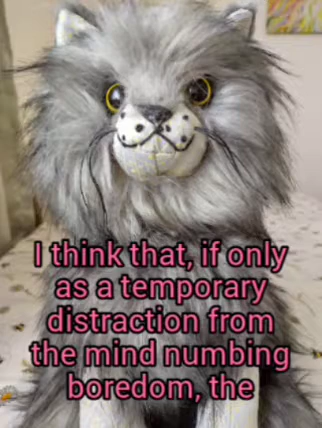 I think that, if only
as a temporary
distraction from
the mind numbing
boredom, the